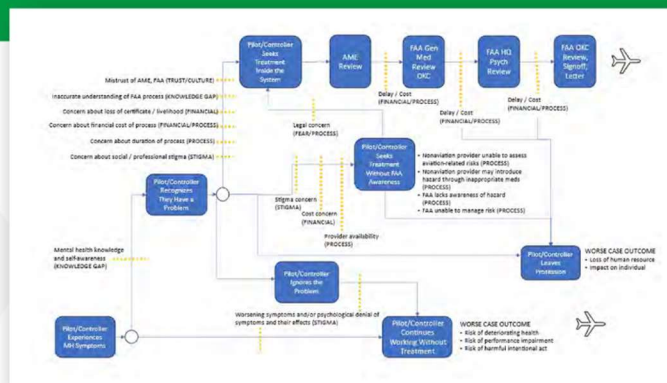 Pilot/Controller
Seeks
Treatment
Inside the
System
AME
Review
FAA Gen
Med
Review
OKC
FAA HQ
Psych
Review
FAA OKC
Review,
Signoff,
Letter
Mistrust of AME, FAA (TRUST/CULTURE)
Inaccurate understanding of FAA process (KNOWLEDGE GAP)
Concern about loss of certificate / livelihood (FINANCIAL)
Concern about financial cost of process (FINANCIAL/PROCESS)
Concern about duration of process (PROCESS)
Concern about social / professional stigma (STIGMA)
Delay / Cost
(FINANCIAL/PROCESS)
Delay / Cost
(FINANCIAL/PROCESS)
Delay / Cost
(FINANCIAL/PROCESS)
Legal concern
(FEAR/PROCESS)
Pilot/Controller
Seeks
Treatment
Without FAA
Awareness
• Nonaviation provider unable to assess
aviation-related risks (PROCESS)
• Nonaviation provider may introduce
hazard through inappropriate meds
(PROCESS)
• FAA lacks awareness of hazard
(PROCESS)
• FAA unable to manage risk (PROCESS)
Pilot/Controller
Recognizes
They Have a
Problem
Stigma concern
(STIGMA)
Cost concern
(FINANCIAL)
Provider availability
(PROCESS)
Mental health knowledge
and self-awareness
(KNOWLEDGE GAP)
Pilot/Controller
Ignores the
Problem
Pilot/Controller
Leaves
Profession
WORSE CASE OUTCOME
• Loss of human resource
• Impact on individual
Worsening symptoms and/or psychological denial of
symptoms and their effects (STIGMA)
Pilot/Controller
Experiences
MH Symptoms
Pilot/Controller
Continues
Working Without
Treatment
WORSE CASE OUTCOME
• Risk of deteriorating health
• Risk of performance impairment
• Risk of harmful intentional act